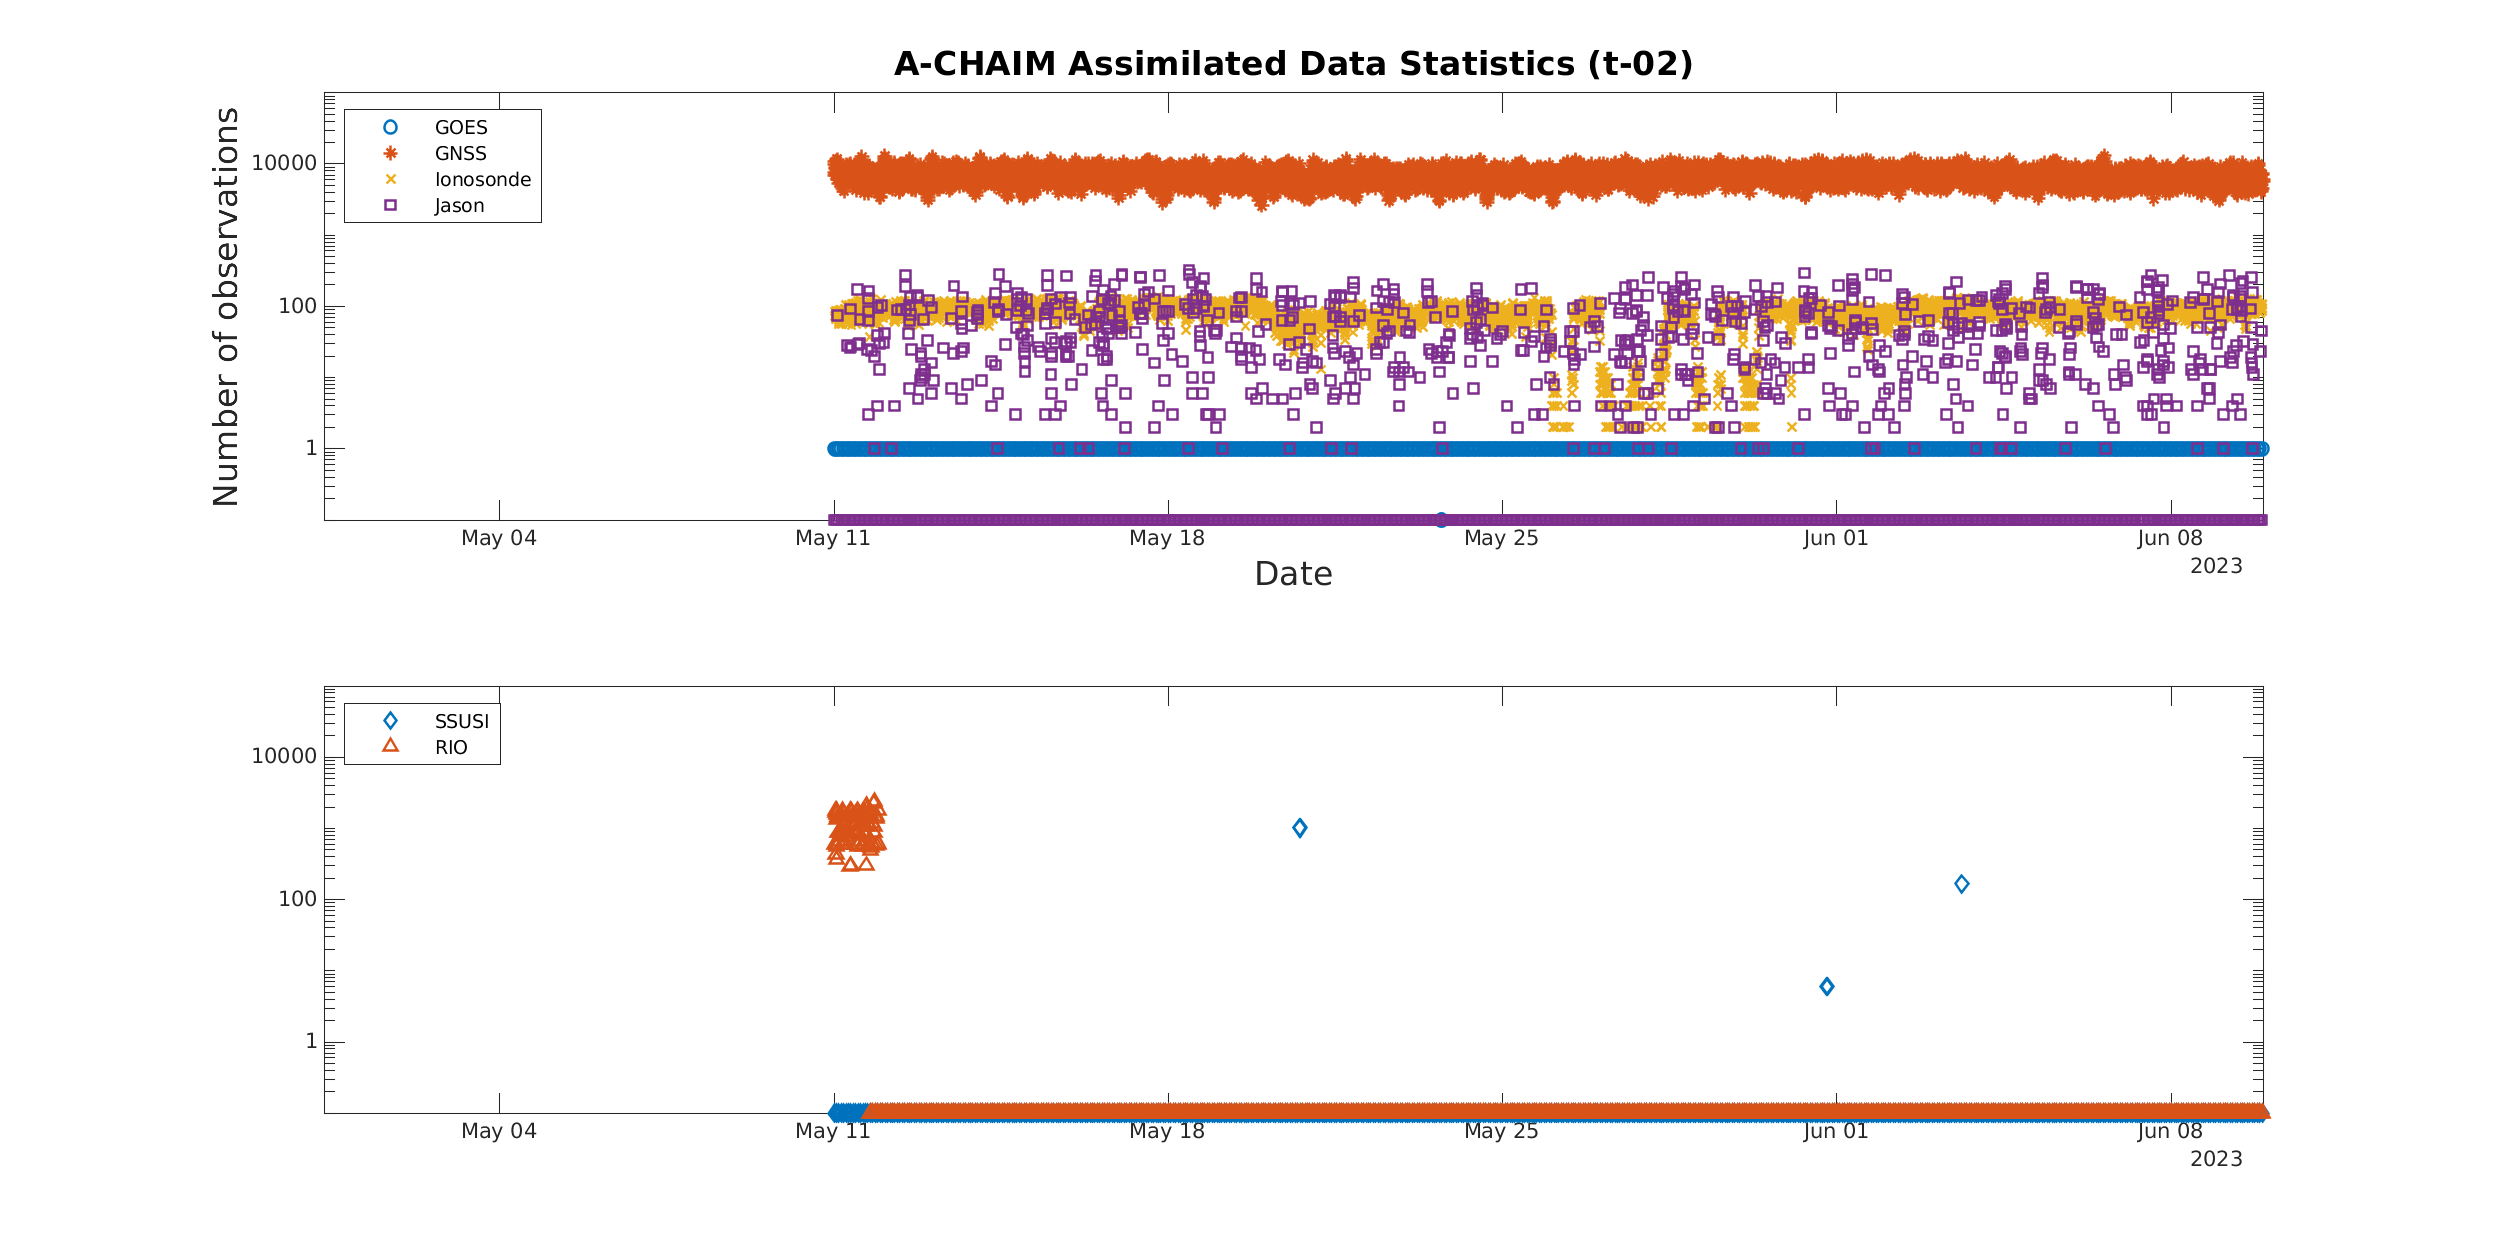 A-CHAIM Assimilated Data Statistics (t-02)
Number of observations
10000
100
1
GOES
GNSS
Ionosonde
Jason
May 04
May 11
May 18
May 25
Jun 01
Jun 08
2023
Date
10000
100
1
SSUSI
RIO
May 04
May 11
May 18
May 25
Jun 01
Jun 08
2023